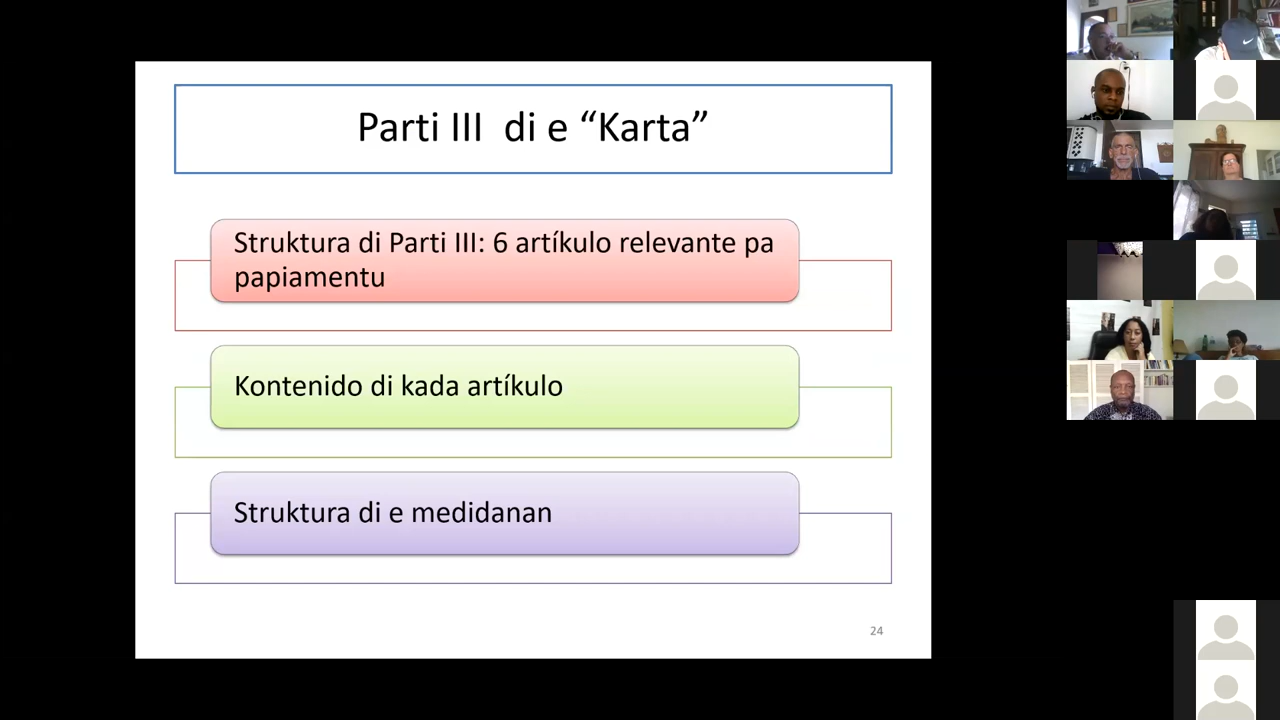 Parti III di e “Karta”
Struktura di Parti III: 6 artíkulo relevante pa
papiamentu
Kontenido di kada artíkulo
Struktura di e medidanan
24